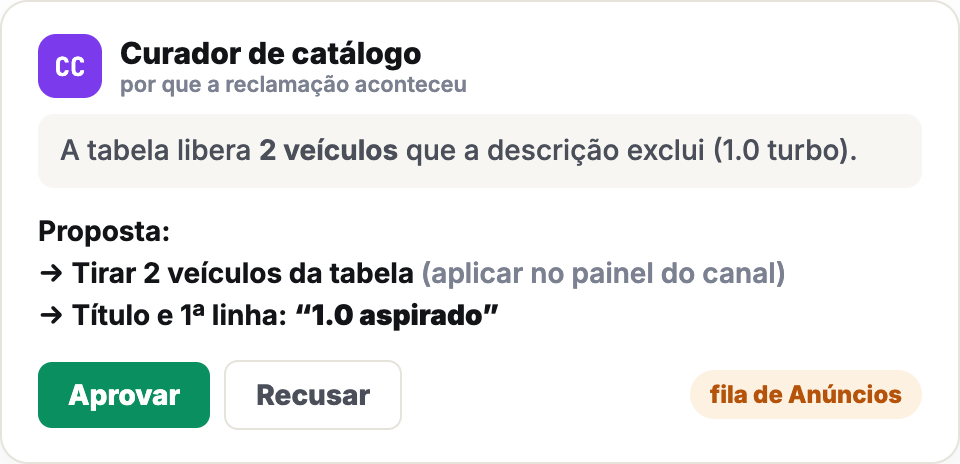 CC
Curador de catálogo
por que a reclamação aconteceu
A tabela libera 2 veículos que a descrição exclui (1.0 turbo).
Proposta:
→ Tirar 2 veículos da tabela (aplicar no painel do canal)
→ Título e 1ª linha: “1.0 aspirado”
Aprovar
Recusar
fila de Anúncios